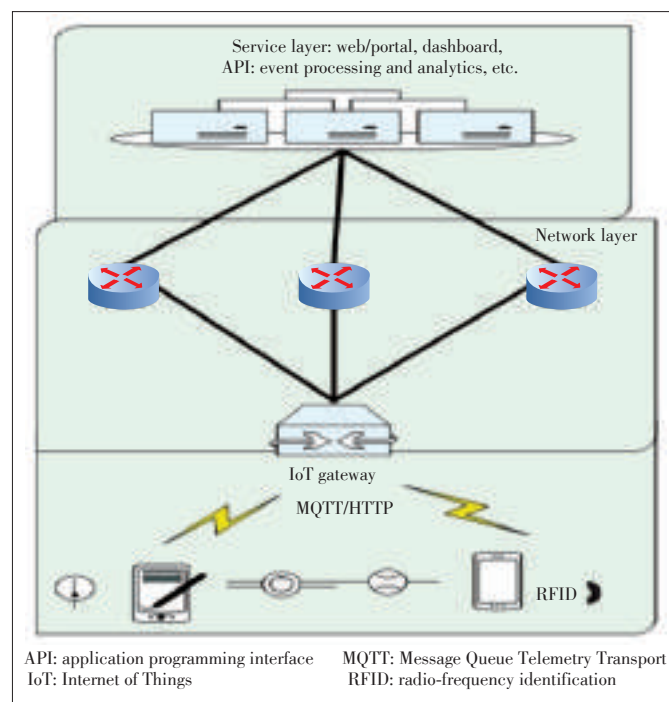 Service layer: web/portal, dashboard,
API: event processing and analytics, etc.
Network layer
IoT gateway
MQTT/HTTP
RFID
API: application programming interface MQTT: Message Queue Telemetry Transport
IoT: Internet of Things RFID: radio-frequency identification